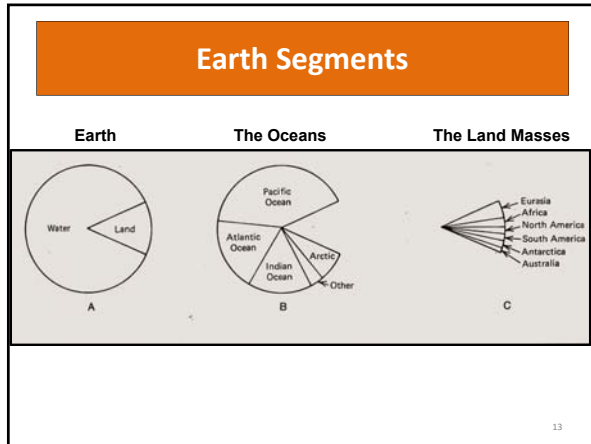 Earth Segments
Earth
The Oceans
The Land Masses
Water
Land
A
Pacific
Ocean
Atlantic
Ocean
Indian
Ocean
Arctic
Other
B
Eurasia
Africa
North America
South America
Antarctica
Australia
C
13